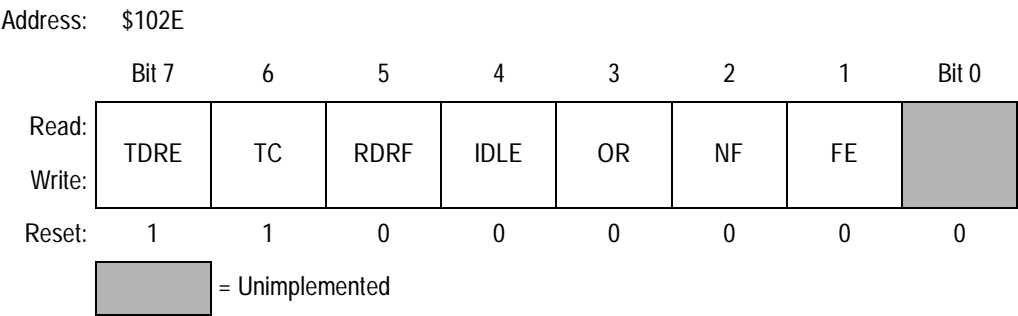 Address: $102E
Bit 7 6 5 4 3 2 1 Bit 0
Read:
TDRE TC RDRF IDLE OR NF FE
Write:
Reset: 1 1 0 0 0 0 0 0
= Unimplemented